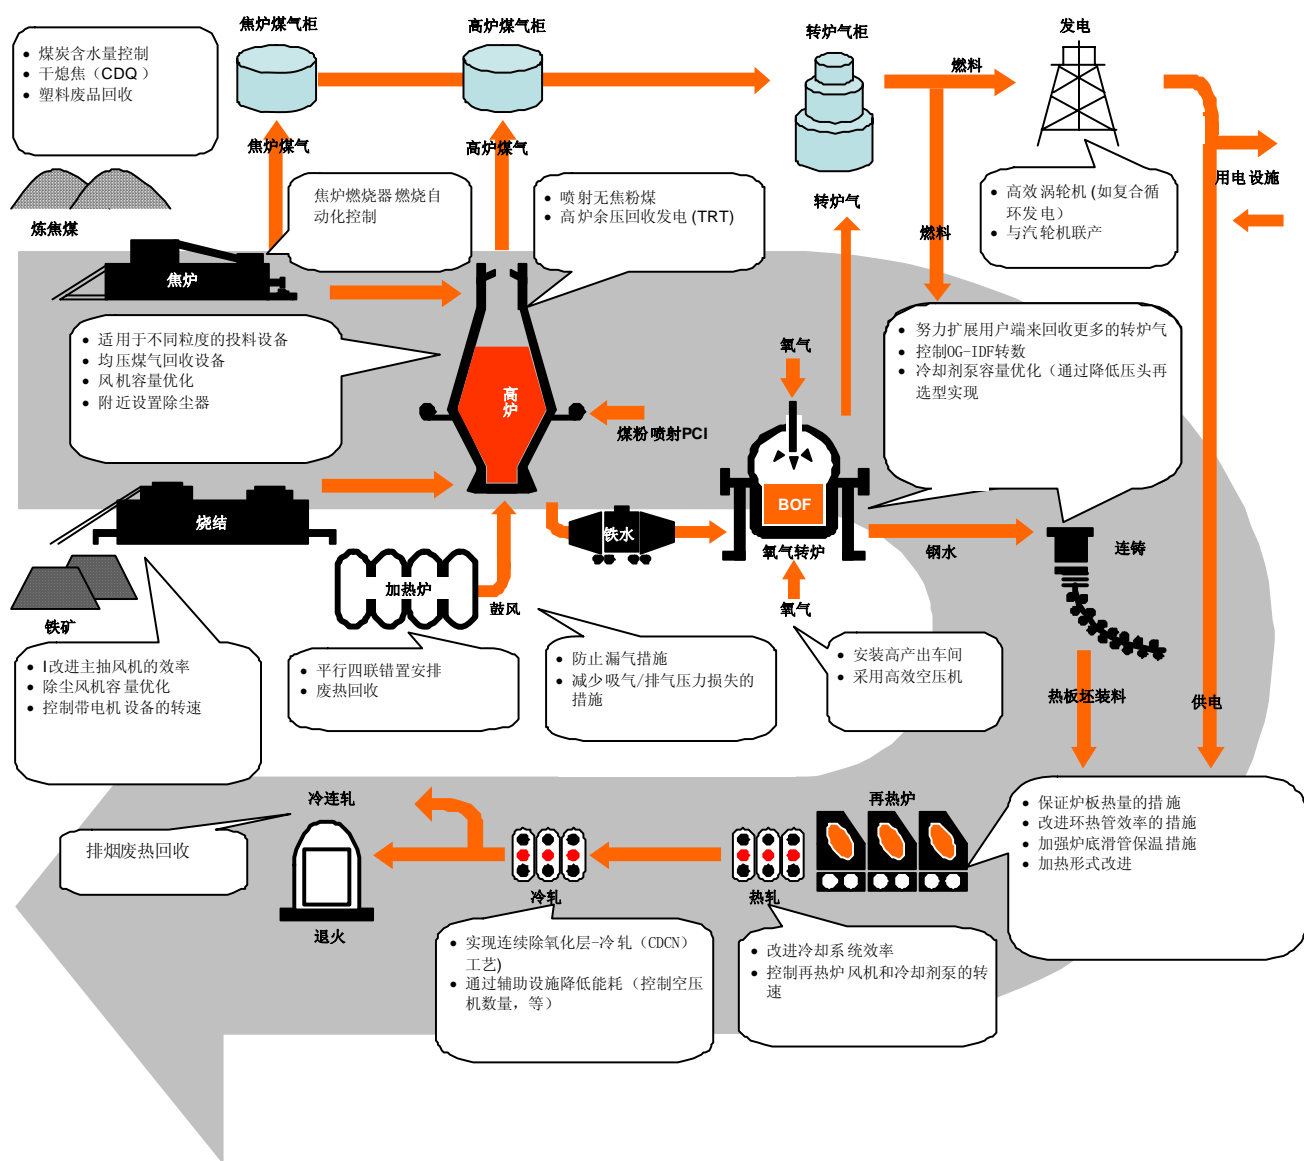 焦炉煤气柜
高炉煤气柜
转炉气柜
发电
• 煤炭含水量控制
• 干熄焦（CDQ ）
• 塑料废品回收
燃料
焦炉煤气
高炉煤气
用电设施
炼焦煤
焦炉燃烧器燃烧自
动化控制
• 喷射无焦粉煤
• 高炉余压回收发电 (TRT)
转炉气
燃料
• 高效涡轮机 (如复合循
环发电）
• 与汽轮机联产
焦炉
• 适用于不同粒度的投料设备
• 均压煤气回收设备
• 风机容量优化
• 附近设置除尘器
高
炉
氧气
• 努力扩展用户端来回收更多的转炉气
• 控制OG-IDF转数
• 冷却剂泵容量优化（通过降低压头再
选型实现
煤粉喷射PCI
烧结
BOF
铁水
氧气转炉
钢水
连铸
加热炉
鼓风
氧气
铁矿
• I改进主抽风机的效率
• 除尘风机容量优化
• 控制带电机设备的转速
• 平行四联错置安排
• 废热回收
• 防止漏气措施
• 减少吸气/排气压力损失的
措施
• 安装高产出车间
• 采用高效空压机
热板坯装料
供电
冷连轧
再热炉
• 保证炉板热量的措施
• 改进环热管效率的措施
• 加强炉底滑管保温措施
• 加热形式改进
排烟废热回收
退火
冷轧
热轧
• 实现连续除氧化层-冷轧（CDCN）
工艺)
• 通过辅助设施降低能耗（控制空压
机数量，等）
• 改进冷却系统效率
• 控制再热炉风机和冷却剂泵的转
速